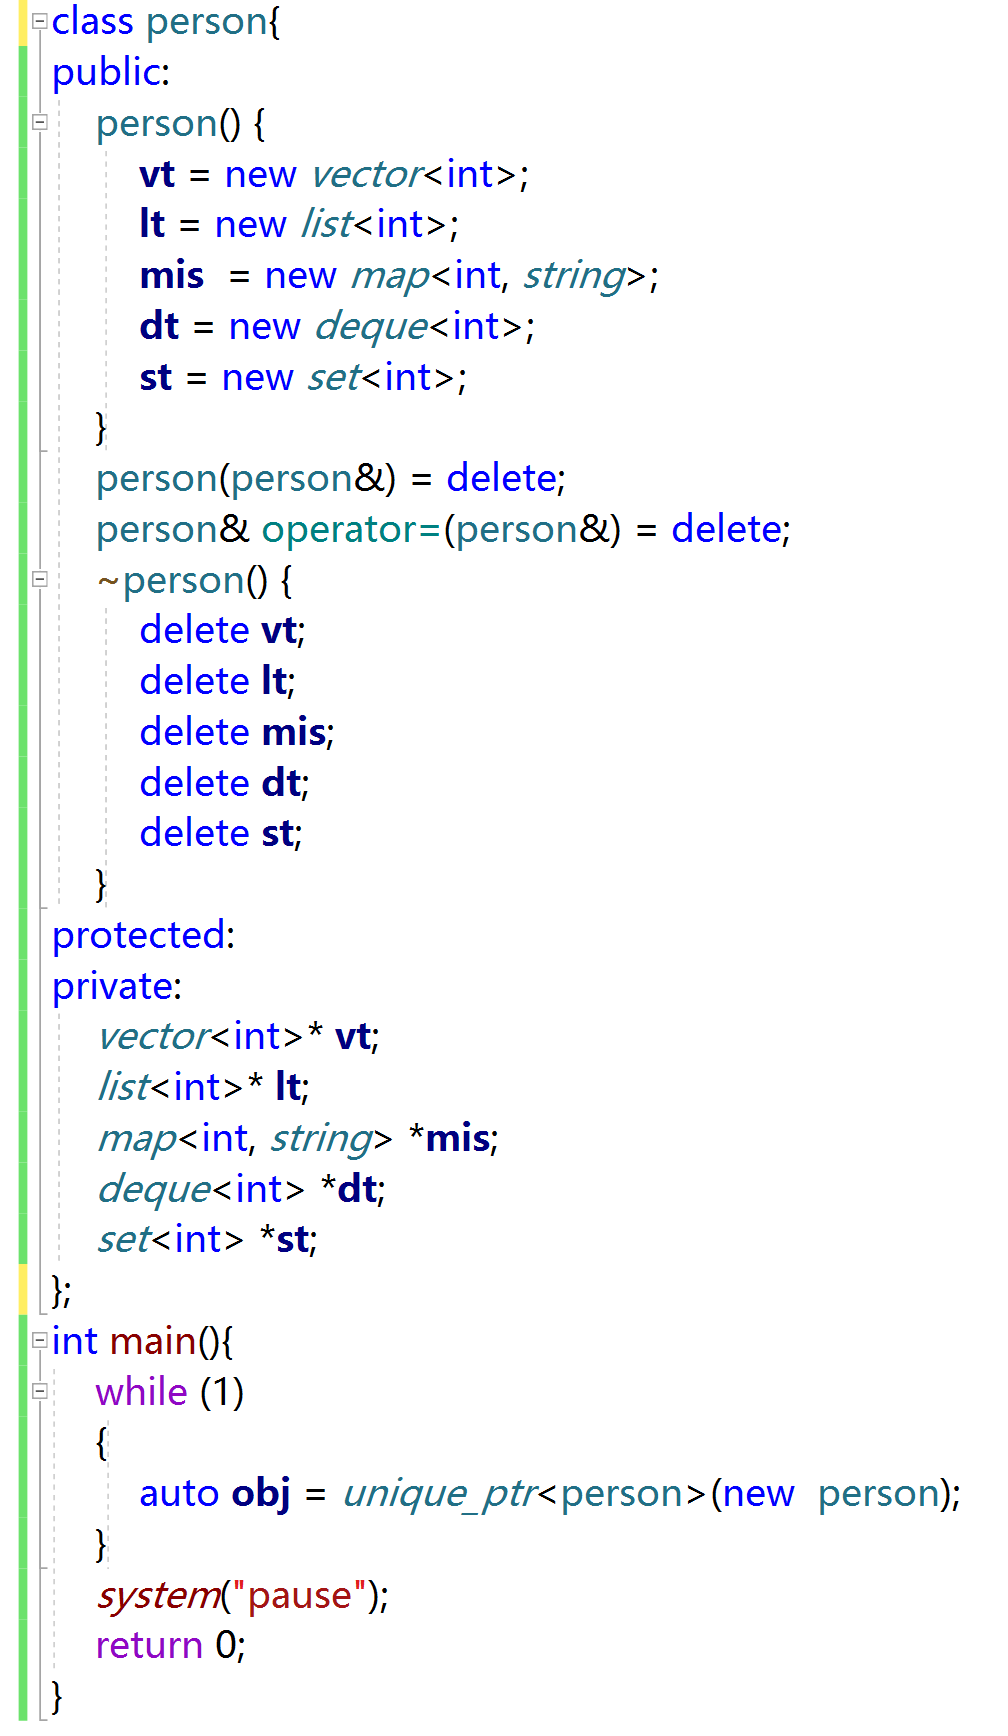 class person{
public:
person() {
vt = new vector<int>;
lt = new list<int>;
mis  = new map<int, string>;
dt = new deque<int>;
st = new set<int>;
}
person(person&) = delete;
person& operator=(person&) = delete;
~person() {
delete vt;
delete lt;
delete mis;
delete dt;
delete st;
}
protected:
private:
vector<int>* vt;
list<int>* lt;
map<int, string> *mis;
deque<int> *dt;
set<int> *st;
};
int main(){
while (1)
{
auto obj = unique_ptr<person>(new  person);
}
system("pause");
return 0;
}